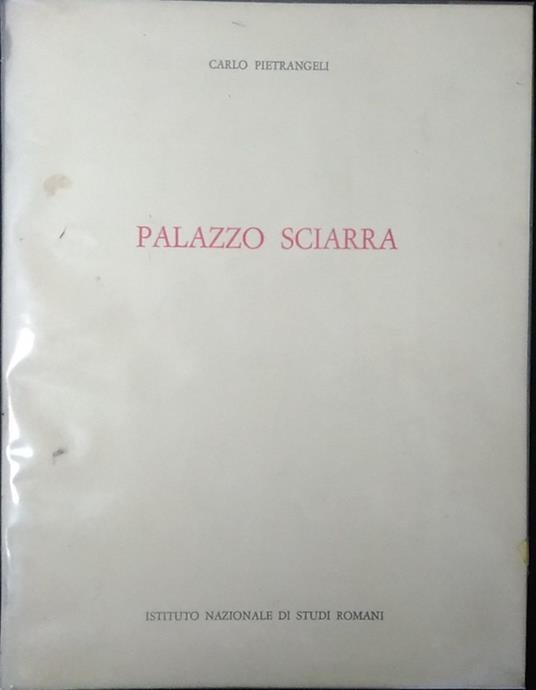 CARLO PIETRANGELI
PALAZZO SCIARRA
ISTITUTO NAZIONALE DI STUDI ROMANI